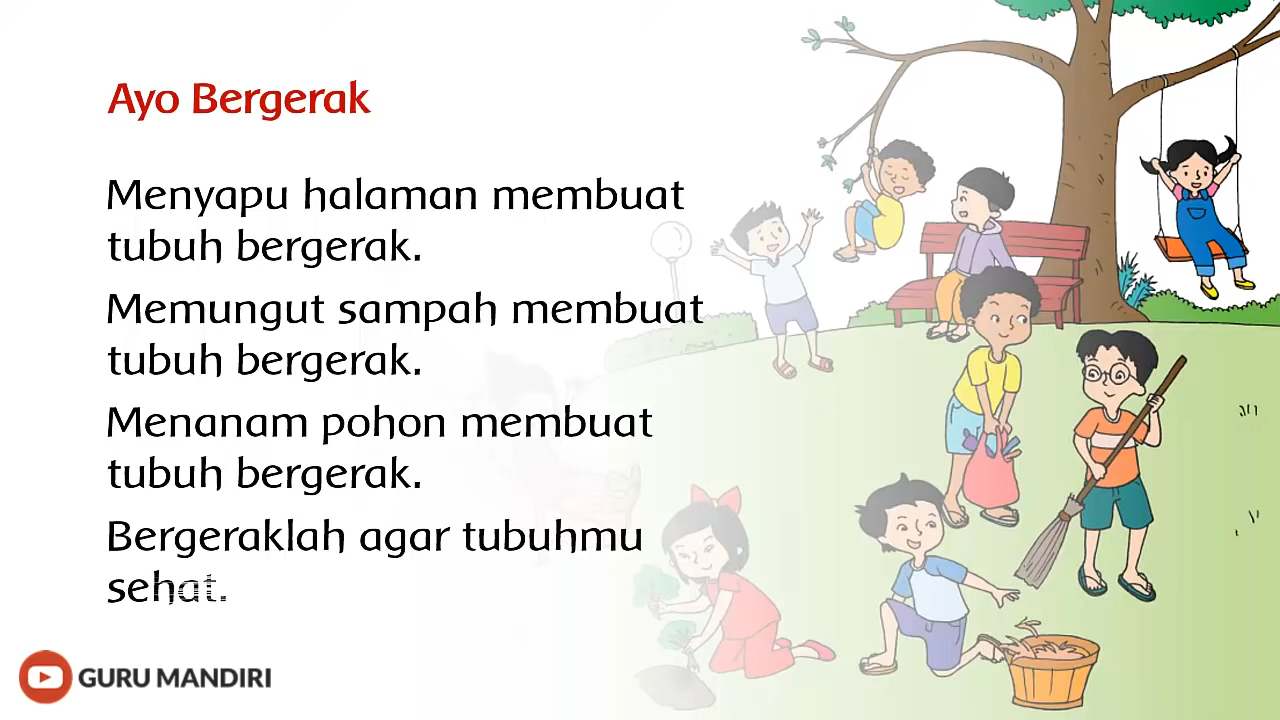 Ayo Bergerak
Menyapu halaman membuat
tubuh bergerak.
Memungut sampah membuat
tubuh bergerak.
Menanam pohon membuat
tubuh bergerak.
Bergeraklah agar tubuhmu
sehat.
GURU MANDIRI